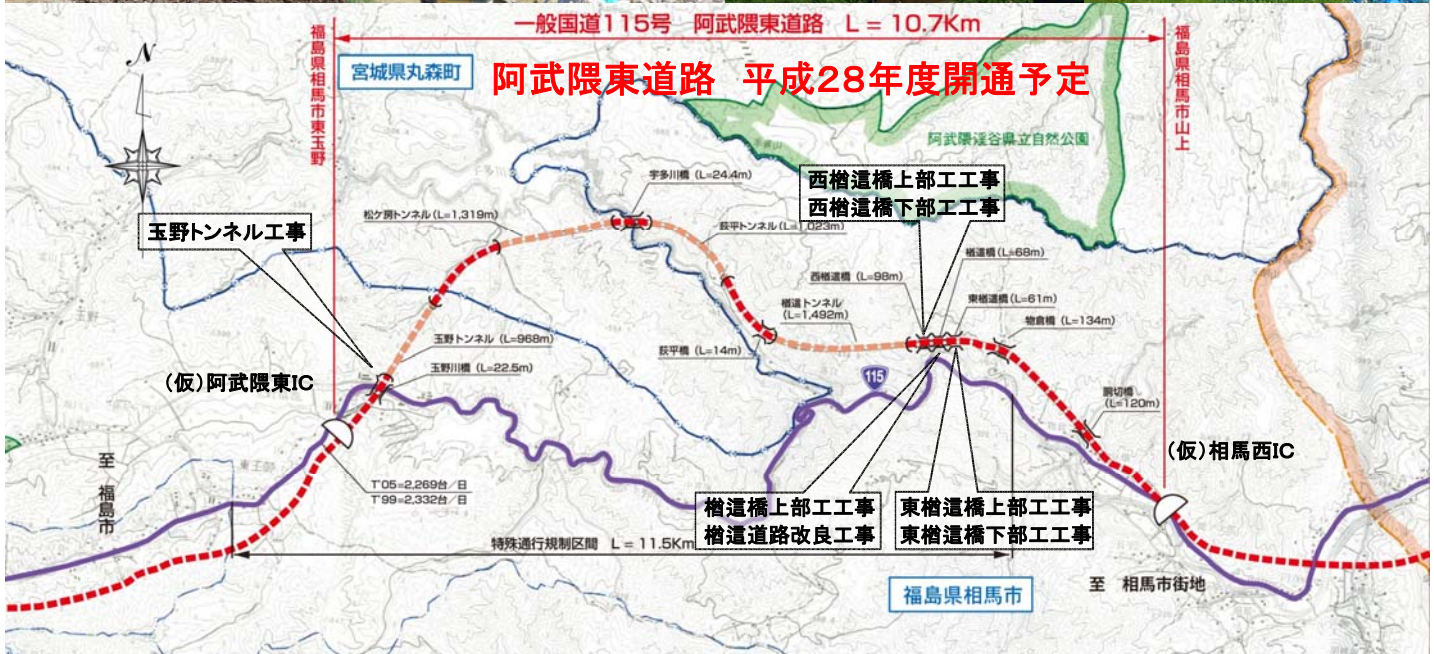 一般国道115号 阿武隈東道路 L = 10.7Km
福島県相馬市東玉野
宮城県丸森町
阿武隈東道路 平成28年度開通予定
福島県相馬市山上
N
阿武隈渓谷県立自然公園
宇多川橋(L=24.4m)
西楢這橋上部工工事
西楢這橋下部工工事
松ケ房トンネル(L=1,319m)
玉野トンネル工事
萩平トンネル(L=1,023m)
楢這橋(L=68m)
西楢這橋(L=98m)
東楢這橋(L=61m)
楢這トンネル
(L=1,492m)
物倉橋(L=134m)
玉野トンネル(L=968m)
萩平橋(L=14m)
玉野川橋(L=22.5m)
(仮)阿武隈東IC
115
胴切橋
(L=120m)
(仮)相馬西IC
至 福島市
T'05=2,269台/日
T'99=2,332台/日
楢這橋上部工工事
楢這道路改良工事
東楢這橋上部工工事
東楢這橋下部工工事
特殊通行規制区間 L = 11.5Km
福島県相馬市
至 相馬市街地